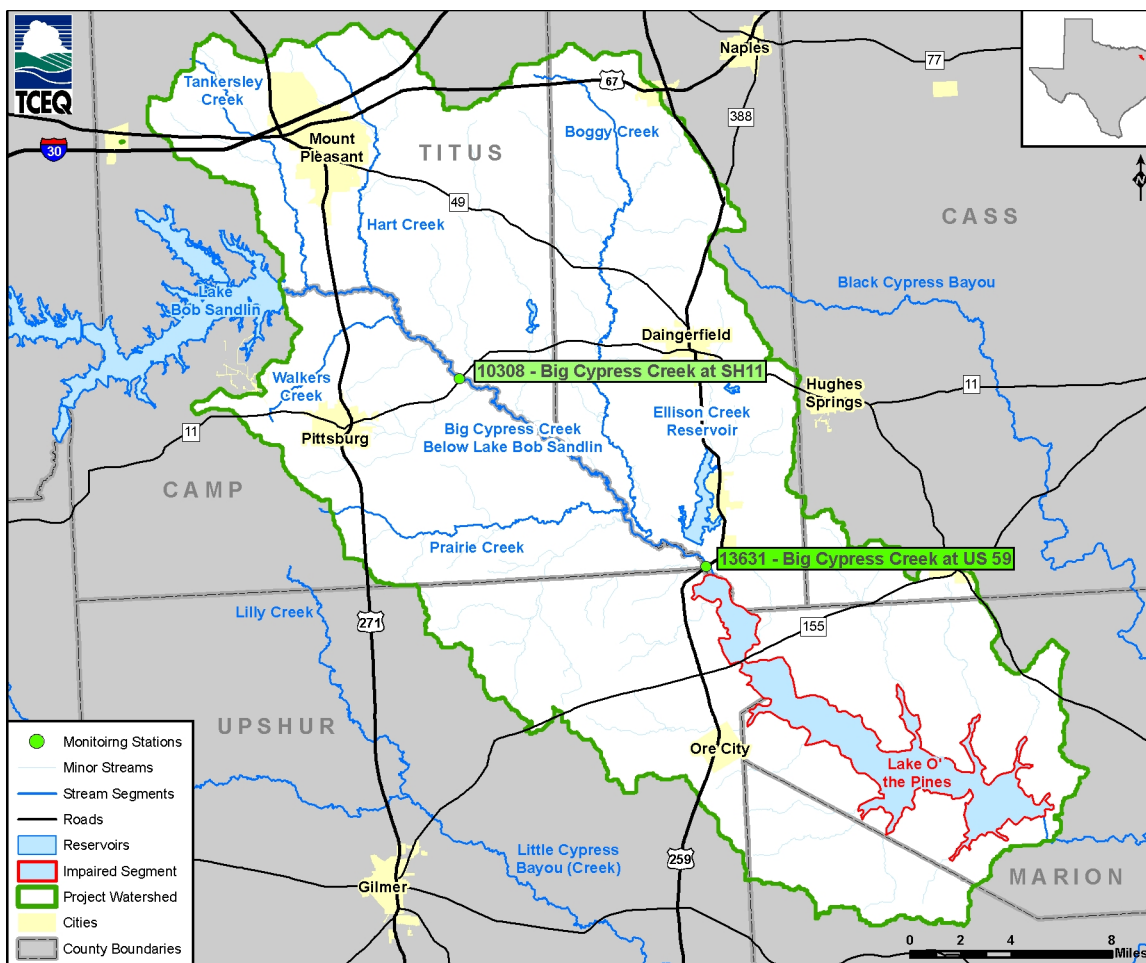 TCEQ
Tankersley
Creek
30
Mount
Pleasant
TITUS
67
Naples
77
388
Boggy Creek
49
Hart Creek
CASS
N
Lake
Bob Sandlin
Black Cypress Bayou
Daingerfield
10308 - Big Cypress Creek at SH11
Walkers
Creek
Hughes
Springs
11
11
Pittsburg
Big Cypress Creek
Below Lake Bob Sandlin
Ellison Creek
Reservoir
CAMP
Prairie Creek
13631 - Big Cypress Creek at US 59
Lilly Creek
271
155
UPSHUR
Ore City
Lake O'
the Pines
Little Cypress
Bayou (Creek)
259
Gilmer
MARION
Monitoirng Stations
Minor Streams
Stream Segments
Roads
Reservoirs
Impaired Segment
Project Watershed
Cities
County Boundaries
0 2 4 8
Miles